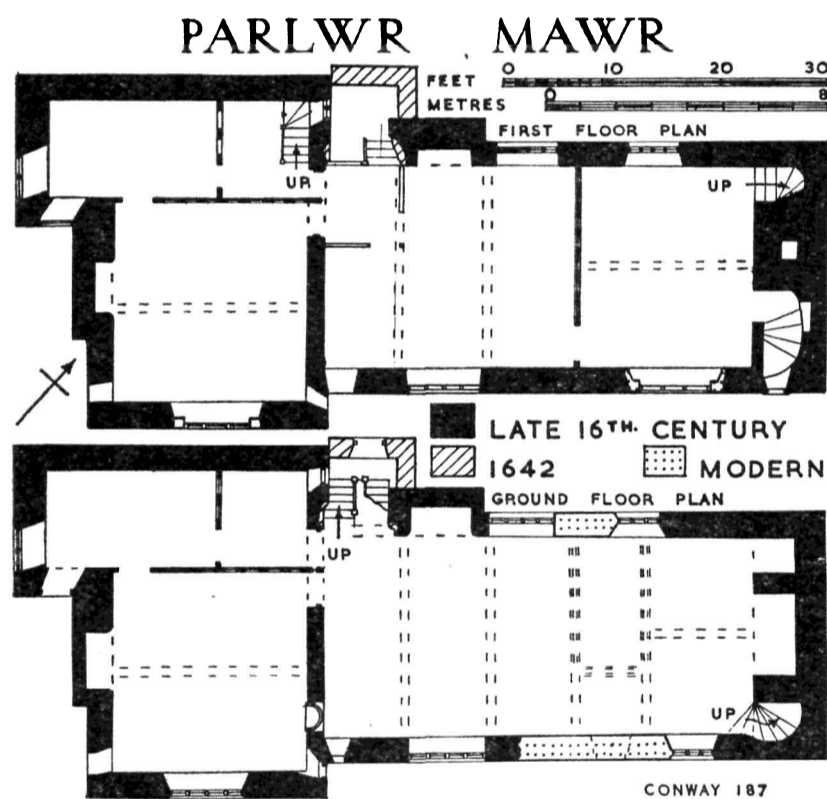 PARLWR MAWR
FEET 0 10 20 30
METRES 0 8
FIRST FLOOR PLAN
UP
UP
LATE 16TH. CENTURY
1642 MODERN
GROUND FLOOR PLAN
UP
UP
CONWAY 187